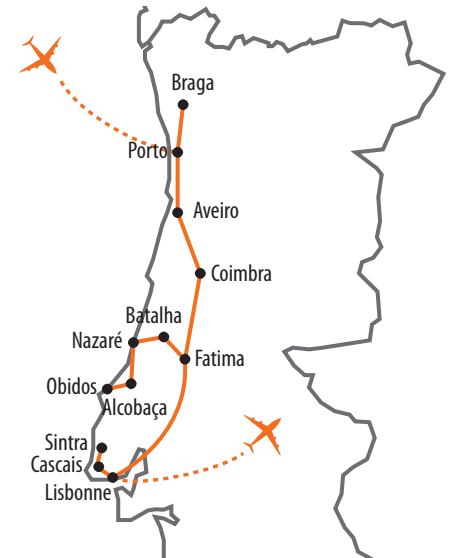 Braga
Porto
Aveiro
Coimbra
Batalha
Nazaré
Fatima
Obidos
Alcobaça
Sintra
Cascais
Lisbonne